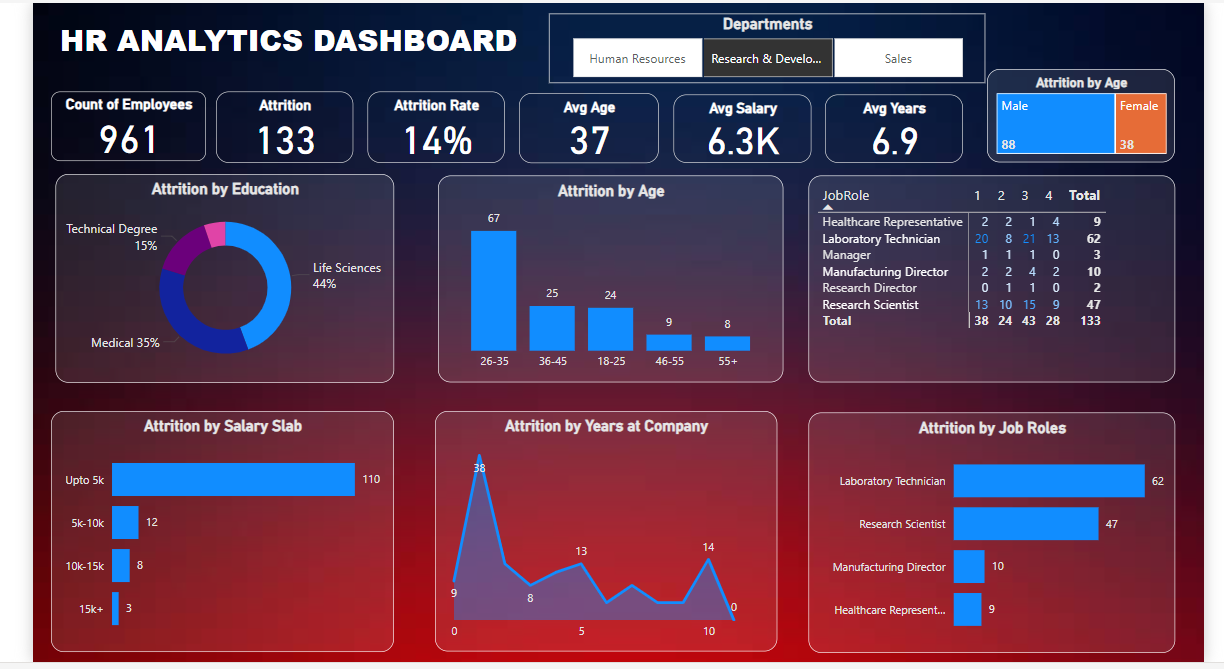 HR ANALYTICS DASHBOARD
Departments
Human Resources
Research & Develo...
Sales
Count of Employees
961
Attrition
133
Attrition Rate
14%
Avg Age
37
Avg Salary
6.3K
Avg Years
6.9
Attrition by Age
Male
88
Female
38
Attrition by Education
Technical Degree
15%
Life Sciences
44%
Medical 35%
Attrition by Age
67
25
24
9
8
26-35 36-45 18-25 46-55 55+
JobRole 1 2 3 4 Total
Healthcare Representative 2 2 1 4 9
Laboratory Technician 20 8 21 13 62
Manager 1 1 1 0 3
Manufacturing Director 2 2 4 2 10
Research Director 0 1 1 0 2
Research Scientist 13 10 15 9 47
Total 38 24 43 28 133
Attrition by Salary Slab
Upto 5k 110
5k-10k 12
10k-15k 8
15k+ 3
Attrition by Years at Company
38
13
14
9
8
0
0 5 10
Attrition by Job Roles
Laboratory Technician 62
Research Scientist 47
Manufacturing Director 10
Healthcare Represent... 9